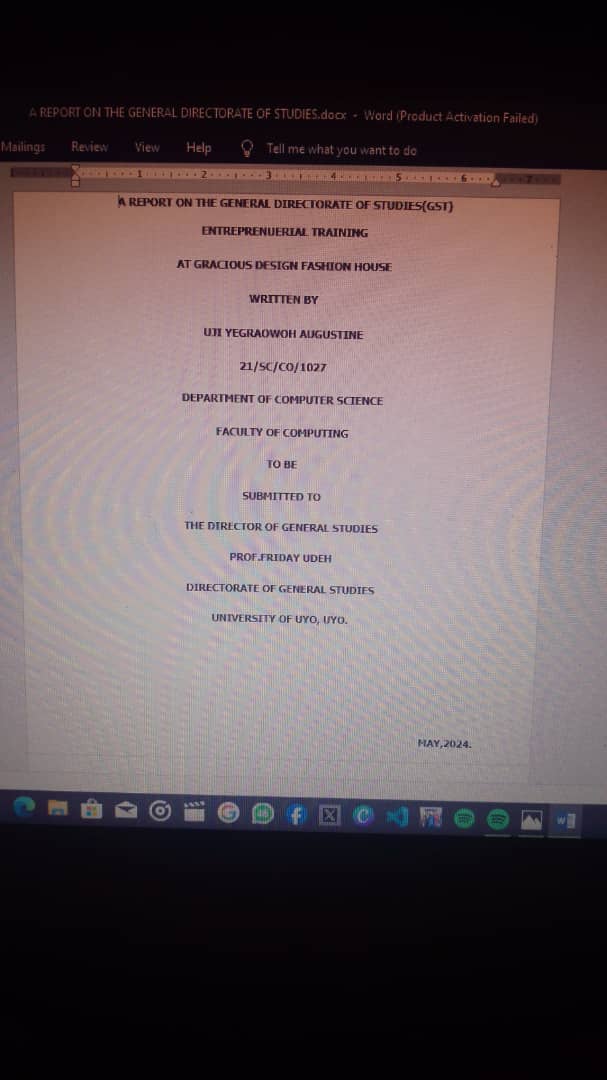 A REPORT ON THE GENERAL DIRECTORATE OF STUDIES.docx - Word (Product Activation Failed)
Mailings Review View Help Tell me what you want to do
1 2 3 4 5 6 7
A REPORT ON THE GENERAL DIRECTORATE OF STUDIES(GST)
ENTREPRENUERIAL TRAINING
AT GRACIOUS DESIGN FASHION HOUSE
WRITTEN BY
UJI YEGRAOWOH AUGUSTINE
21/SC/CO/1027
DEPARTMENT OF COMPUTER SCIENCE
FACULTY OF COMPUTING
TO BE
SUBMITTED TO
THE DIRECTOR OF GENERAL STUDIES
PROF.FRIDAY UDEH
DIRECTORATE OF GENERAL STUDIES
UNIVERSITY OF UYO, UYO.
MAY,2024.